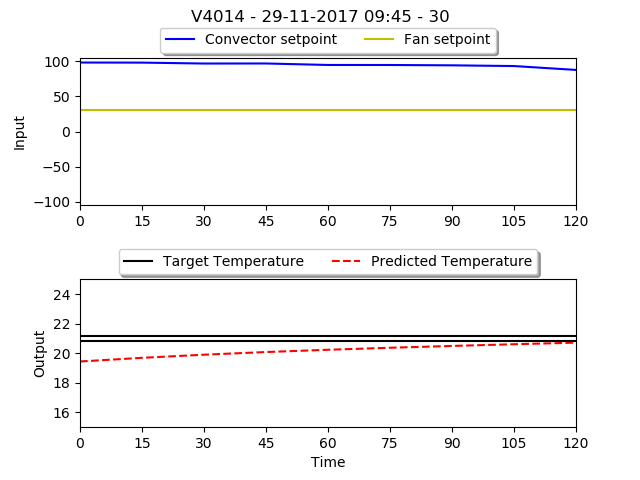 V4014 - 29-11-2017 09:45 - 30
Convector setpoint Fan setpoint
100
50
0
−50
−100
Input
0 15 30 45 60 75 90 105 120
Target Temperature Predicted Temperature
24
22
20
18
16
Output
0 15 30 45 60 75 90 105 120
Time